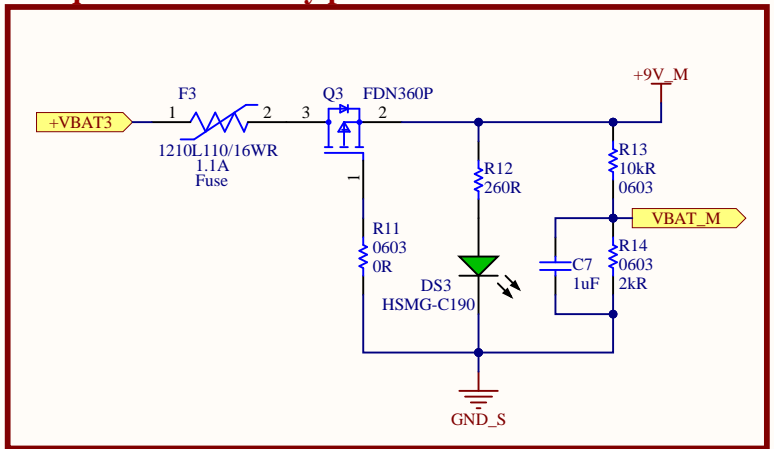 +9V_M
F3
Q3 FDN360P
+VBAT3
1 2 3 2
1210L110/16WR
1.1A
Fuse
1
R13
10kR
0603
R12
260R
VBAT_M
R11
0603
0R
R14
0603
2kR
C7
1uF
DS3
HSMG-C190
GND_S